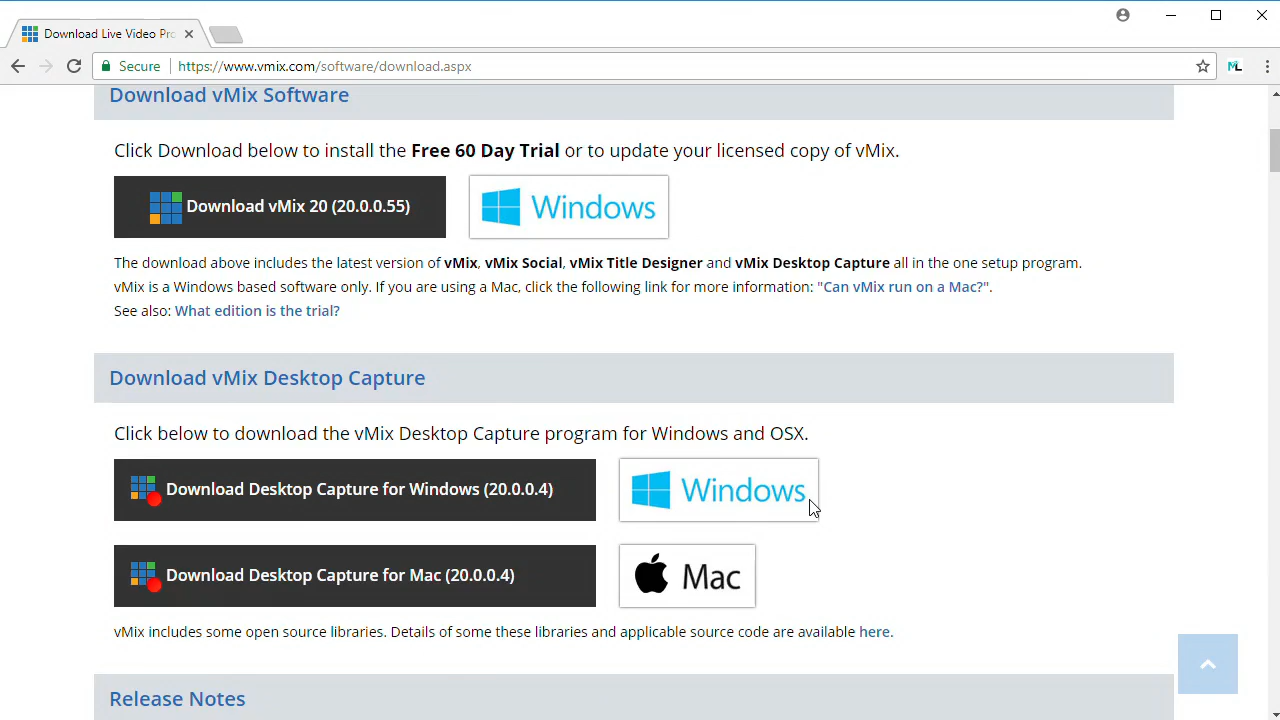 Download Live Video Pro
Secure
https://www.vmix.com/software/download.aspx
ML
Download vMix Software
Click Download below to install the Free 60 Day Trial or to update your licensed copy of vMix.
Download vMix 20 (20.0.0.55)
Windows
The download above includes the latest version of vMix, vMix Social, vMix Title Designer and vMix Desktop Capture all in the one setup program.
vMix is a Windows based software only. If you are using a Mac, click the following link for more information: "Can vMix run on a Mac?".
See also: What edition is the trial?
Download vMix Desktop Capture
Click below to download the vMix Desktop Capture program for Windows and OSX.
Download Desktop Capture for Windows (20.0.0.4)
Windows
Download Desktop Capture for Mac (20.0.0.4)
Mac
vMix includes some open source libraries. Details of some these libraries and applicable source code are available here.
Release Notes